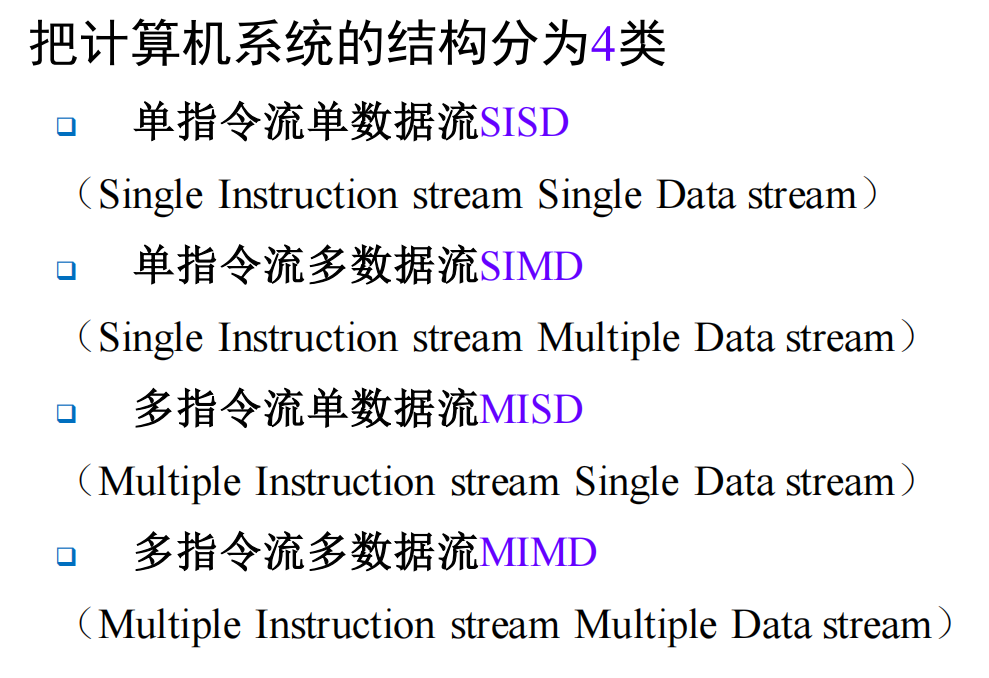 把计算机系统的结构分为4类
单指令流单数据流SISD
（Single Instruction stream Single Data stream）
单指令流多数据流SIMD
（Single Instruction stream Multiple Data stream）
多指令流单数据流MISD
（Multiple Instruction stream Single Data stream）
多指令流多数据流MIMD
（Multiple Instruction stream Multiple Data stream）